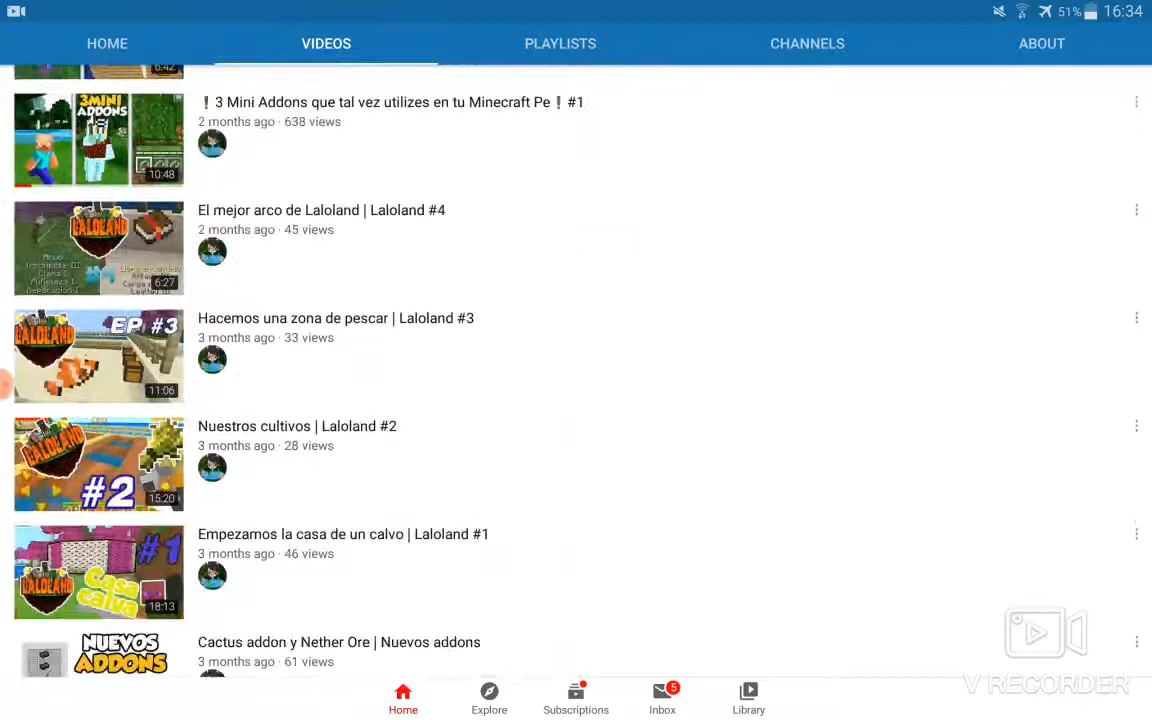 51% 16:34
HOME VIDEOS PLAYLISTS CHANNELS ABOUT
6:42
❗3 Mini Addons que tal vez utilizes en tu Minecraft Pe❗#1
2 months ago · 638 views
3MINI
ADDONS
10:48
El mejor arco de Laloland | Laloland #4
2 months ago · 45 views
LALOLAND
Arco
#4
6:27
Hacemos una zona de pescar | Laloland #3
3 months ago · 33 views
EP #3
LALOLAND
11:06
Nuestros cultivos | Laloland #2
3 months ago · 28 views
LALOLAND
#2
15:20
Empezamos la casa de un calvo | Laloland #1
3 months ago · 46 views
#1
LALOLAND
Casa
calva
18:13
Cactus addon y Nether Ore | Nuevos addons
3 months ago · 61 views
NUEVOS
ADDONS
V RECORDER
5
Home Explore Subscriptions Inbox Library